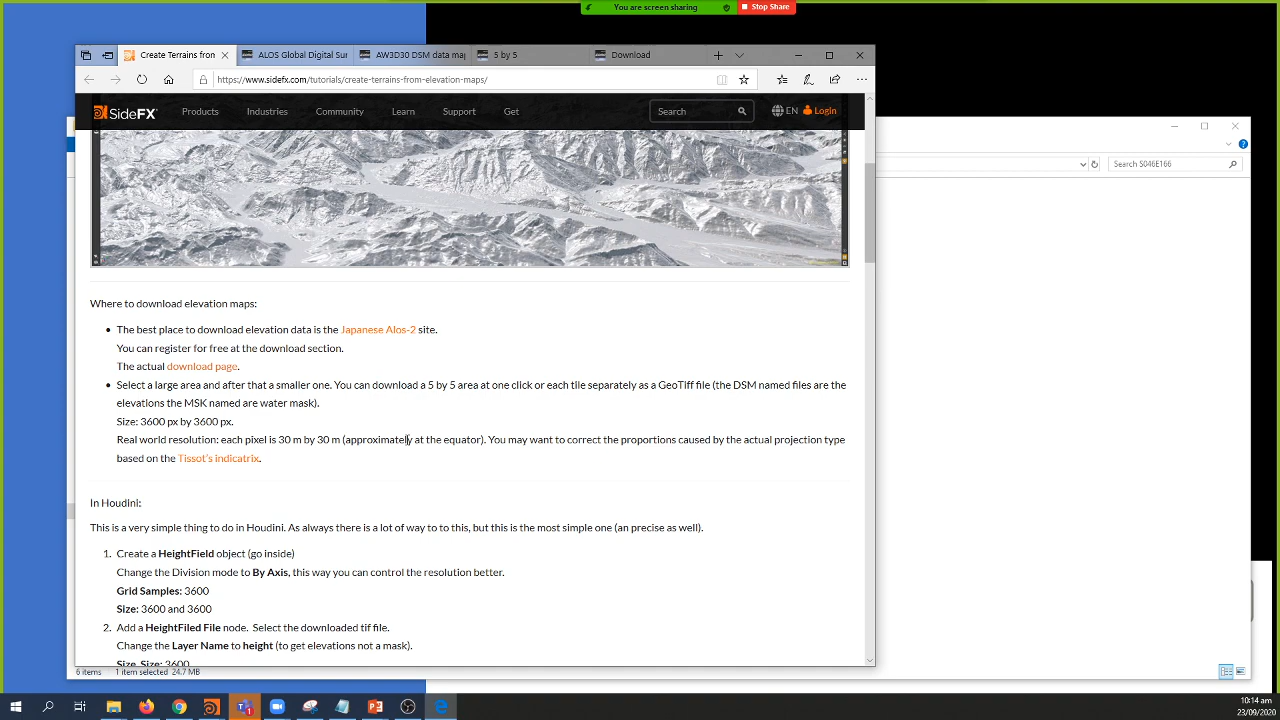 You are screen sharing
Stop Share
Create Terrains from
ALOS Global Digital Sur
AW3D30 DSM data map
5 by 5
Download
https://www.sidefx.com/tutorials/create-terrains-from-elevation-maps/
SideFX
Products
Industries
Community
Learn
Support
Get
Search
EN
Login
Search S046E166
Where to download elevation maps:
The best place to download elevation data is the Japanese Alos-2 site.
You can register for free at the download section.
The actual download page.
Select a large area and after that a smaller one. You can download a 5 by 5 area at one click or each tile separately as a GeoTiff file (the DSM named files are the
elevations the MSK named are water mask).
Size: 3600 px by 3600 px.
Real world resolution: each pixel is 30 m by 30 m (approximately at the equator). You may want to correct the proportions caused by the actual projection type
based on the Tissot's indicatrix.
In Houdini:
This is a very simple thing to do in Houdini. As always there is a lot of way to to this, but this is the most simple one (an precise as well).
1. Create a HeightField object (go inside)
Change the Division mode to By Axis, this way you can control the resolution better.
Grid Samples: 3600
Size: 3600 and 3600
2. Add a HeightFiled File node. Select the downloaded tif file.
Change the Layer Name to height (to get elevations not a mask).
Size, Size: 3600
6 items
1 item selected 24.7 MB
10:14 am
23/09/2020